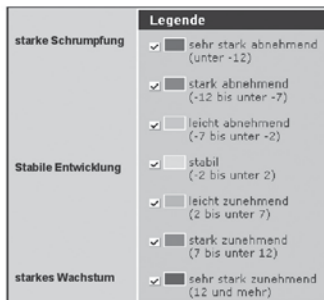 Legende
starke Schrumpfung
sehr stark abnehmend
(unter -12)
stark abnehmend
(-12 bis unter -7)
leicht abnehmend
(-7 bis unter -2)
Stabile Entwicklung
stabil
(-2 bis unter 2)
leicht zunehmend
(2 bis unter 7)
stark zunehmend
(7 bis unter 12)
starkes Wachstum
sehr stark zunehmend
(12 und mehr)